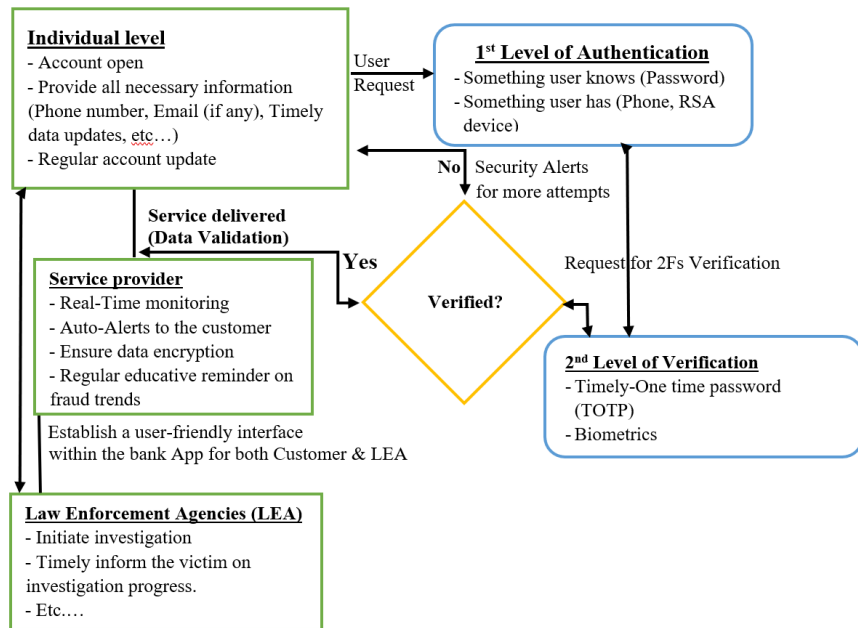 Individual level
- Account open
- Provide all necessary information
(Phone number, Email (if any), Timely
data updates, etc…)
- Regular account update
User
Request
1st Level of Authentication
- Something user knows (Password)
- Something user has (Phone, RSA
device)
No
Security Alerts
for more attempts
Service delivered
(Data Validation)
Yes
Verified?
Request for 2Fs Verification
Service provider
- Real-Time monitoring
- Auto-Alerts to the customer
- Ensure data encryption
- Regular educative reminder on
fraud trends
2nd Level of Verification
- Timely-One time password
(TOTP)
- Biometrics
Establish a user-friendly interface
within the bank App for both Customer & LEA
Law Enforcement Agencies (LEA)
- Initiate investigation
- Timely inform the victim on
investigation progress.
- Etc.…